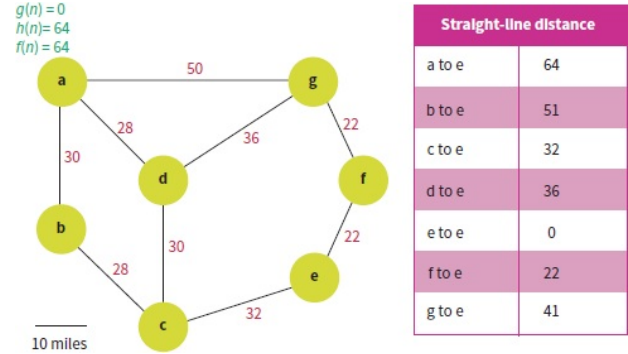 g(n) = 0
h(n)= 64
f(n) = 64
a
50
g
28
36
22
30
d
f
b
30
22
28
e
c
32
10 miles
Straight-line distance
a to e 64
b to e 51
c to e 32
d to e 36
e to e 0
f to e 22
g to e 41